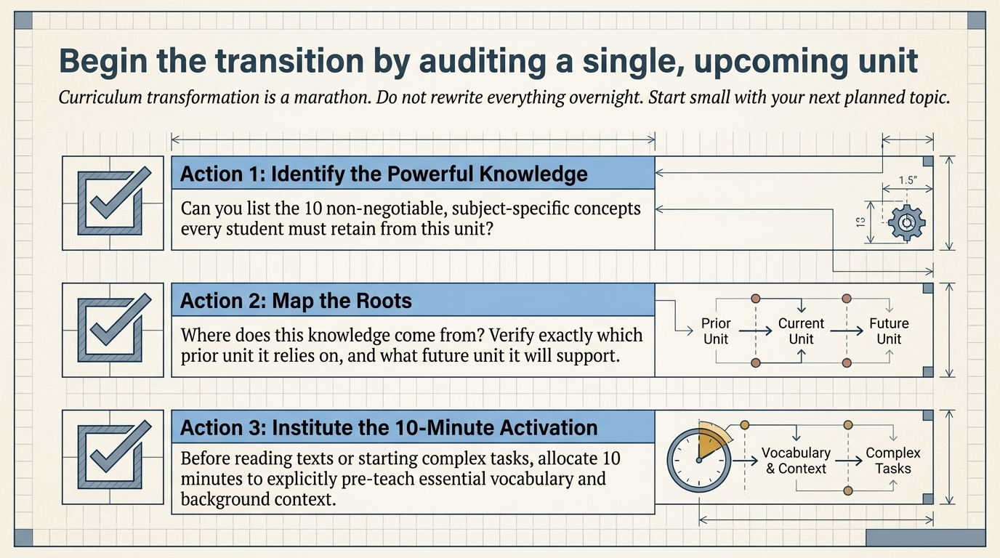 Begin the transition by auditing a single, upcoming unit
Curriculum transformation is a marathon. Do not rewrite everything overnight. Start small with your next planned topic.
Action 1: Identify the Powerful Knowledge
Can you list the 10 non-negotiable, subject-specific concepts
every student must retain from this unit?
1.5"
Action 2: Map the Roots
Where does this knowledge come from? Verify exactly which
prior unit it relies on, and what future unit it will support.
Prior
Unit
Current
Unit
Future
Unit
Action 3: Institute the 10-Minute Activation
Before reading texts or starting complex tasks, allocate 10
minutes to explicitly pre-teach essential vocabulary and
background context.
Vocabulary
& Context
Complex
Tasks